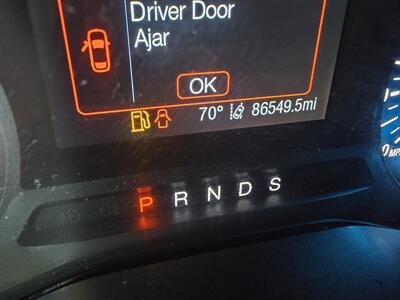 Driver Door
Ajar
OK
70° 86549.5mi
P R N D S